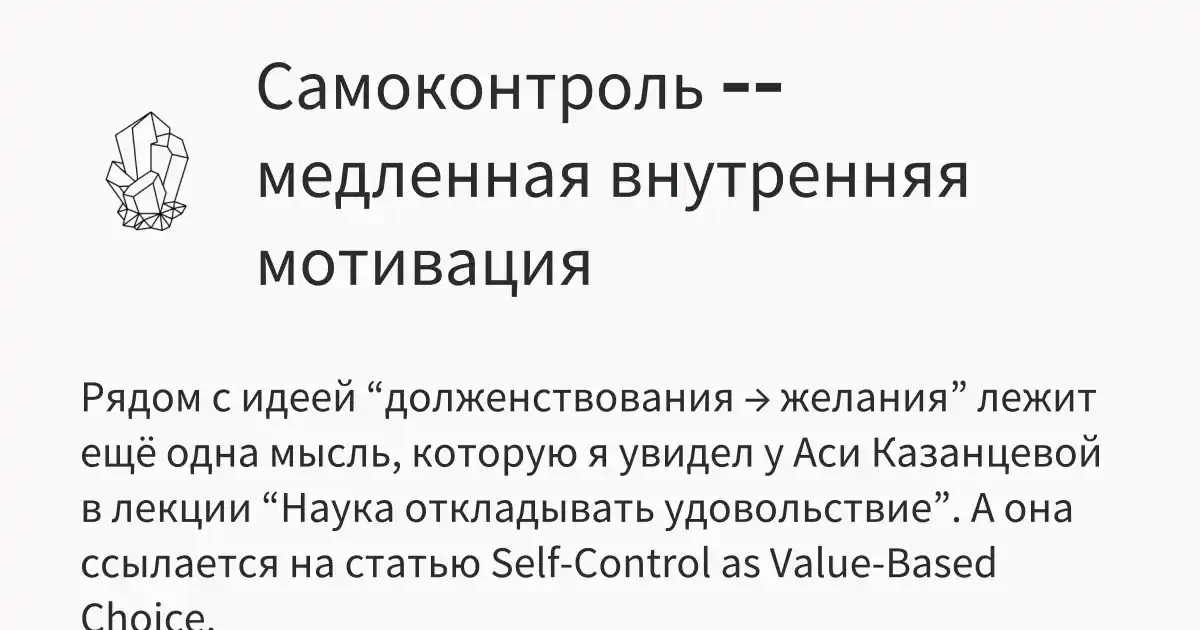 Самоконтроль --
медленная внутренняя
мотивация
Рядом с идеей “долженствования → желания” лежит
ещё одна мысль, которую я увидел у Аси Казанцевой
в лекции “Наука откладывать удовольствие”. А она
ссылается на статью Self-Control as Value-Based
Choice.